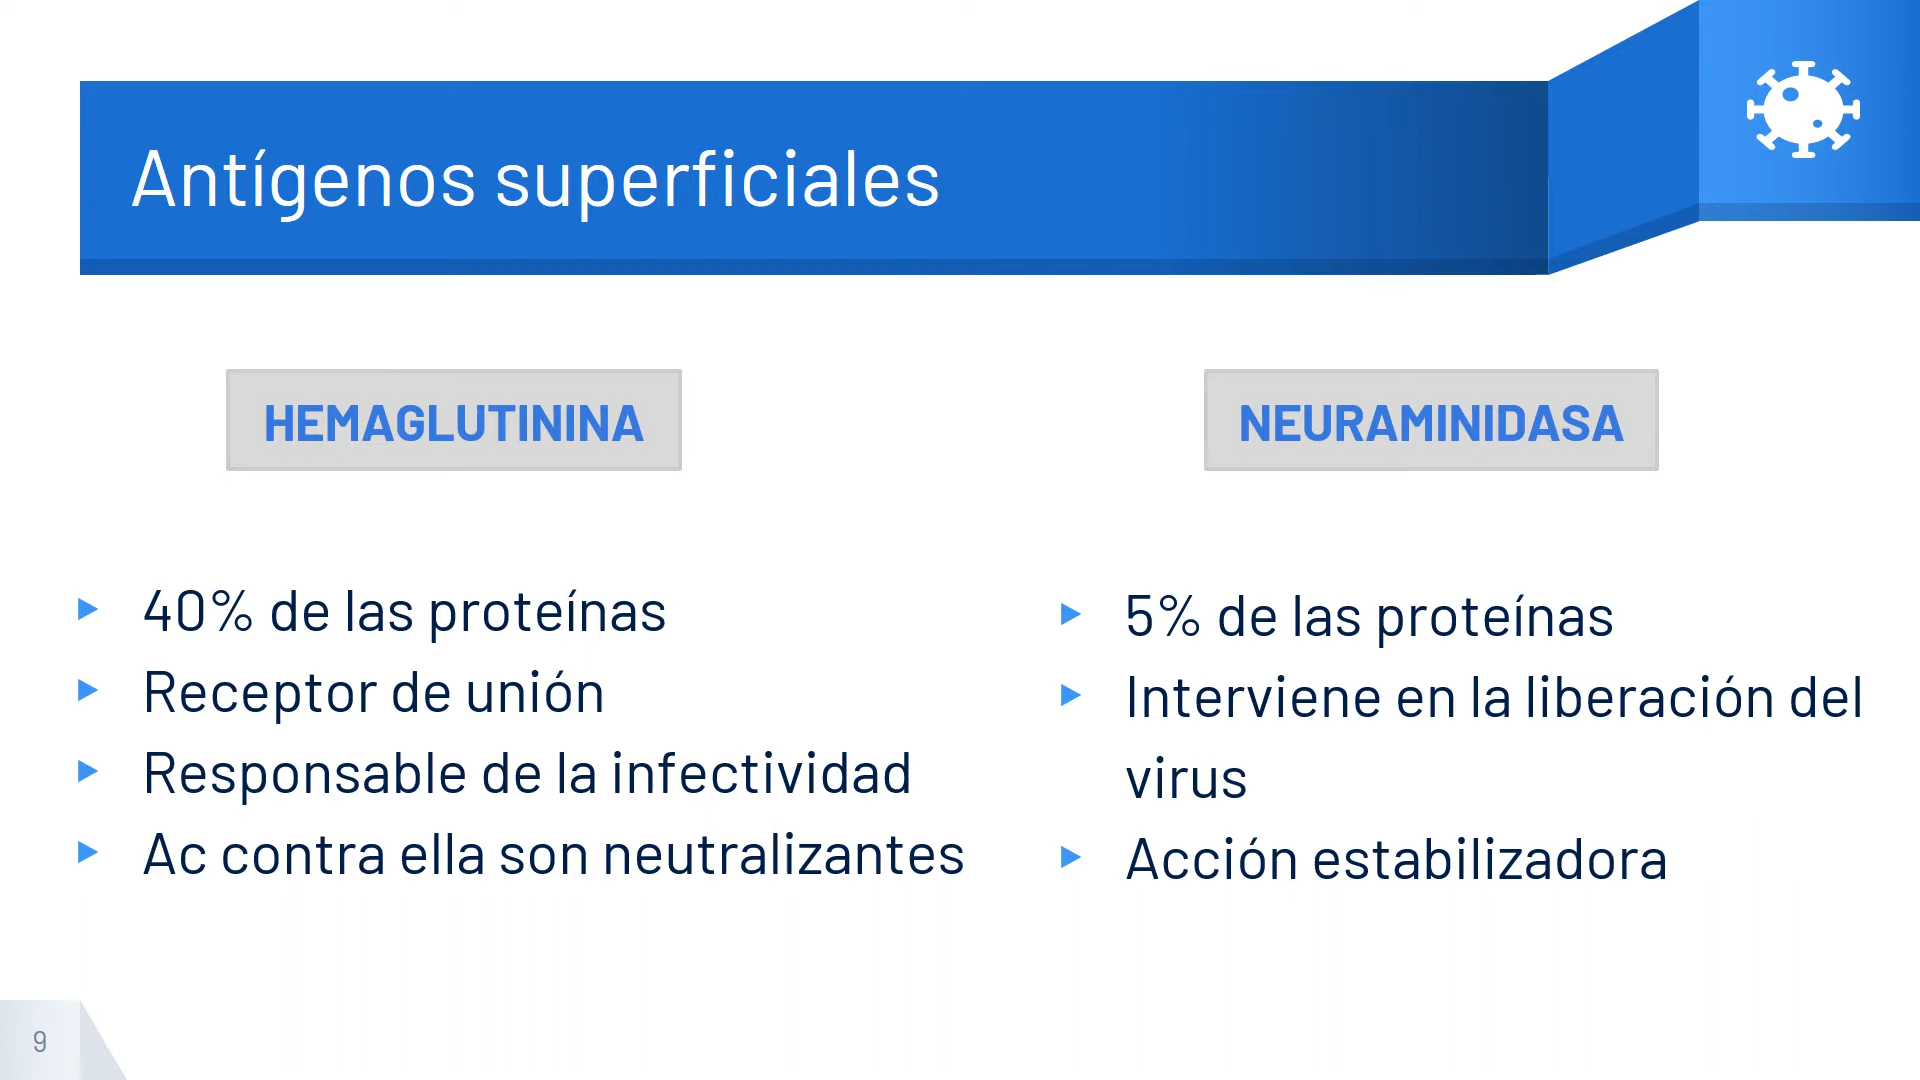 Antígenos superficiales
HEMAGLUTININA
40% de las proteínas
Receptor de unión
Responsable de la infectividad
Ac contra ella son neutralizantes
NEURAMINIDASA
5% de las proteínas
Interviene en la liberación del
virus
Acción estabilizadora
9